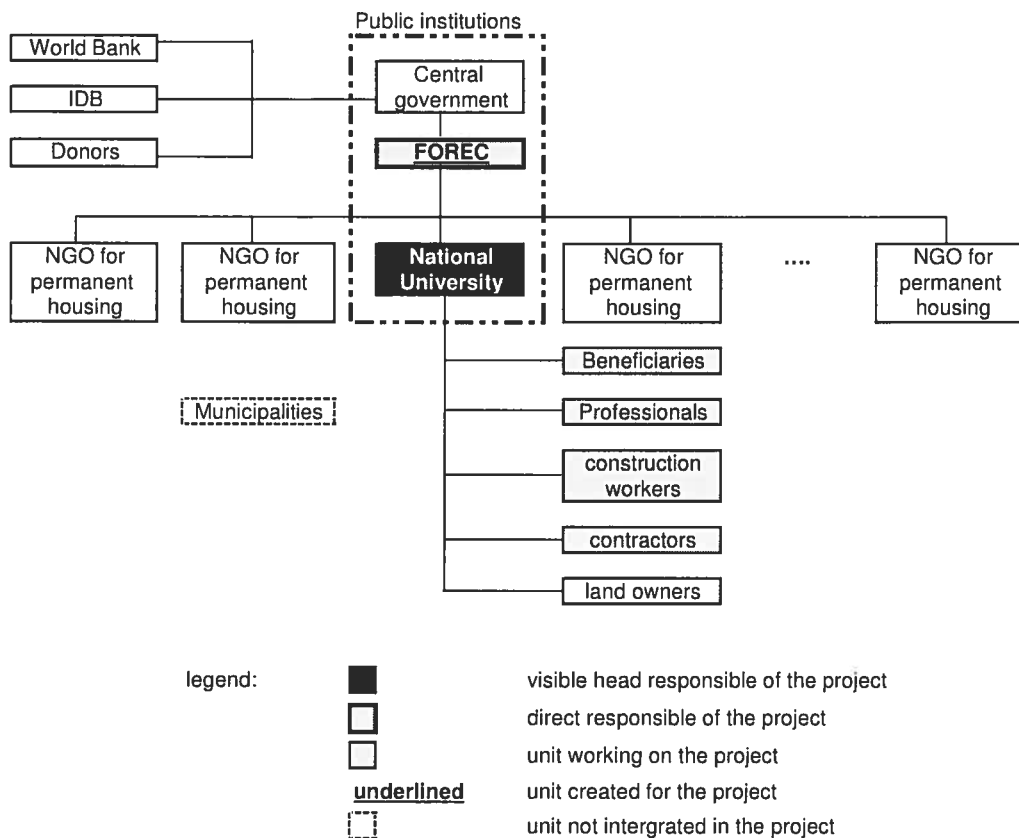 Public institutions
World Bank
IDB
Donors
Central
government
FOREC
NGO for
permanent
housing
NGO for
permanent
housing
National
University
NGO for
permanent
housing
....
NGO for
permanent
housing
Beneficiaries
Municipalities
Professionals
construction
workers
contractors
land owners
legend:
visible head responsible of the project
direct responsible of the project
unit working on the project
underlined
unit created for the project
unit not intergrated in the project